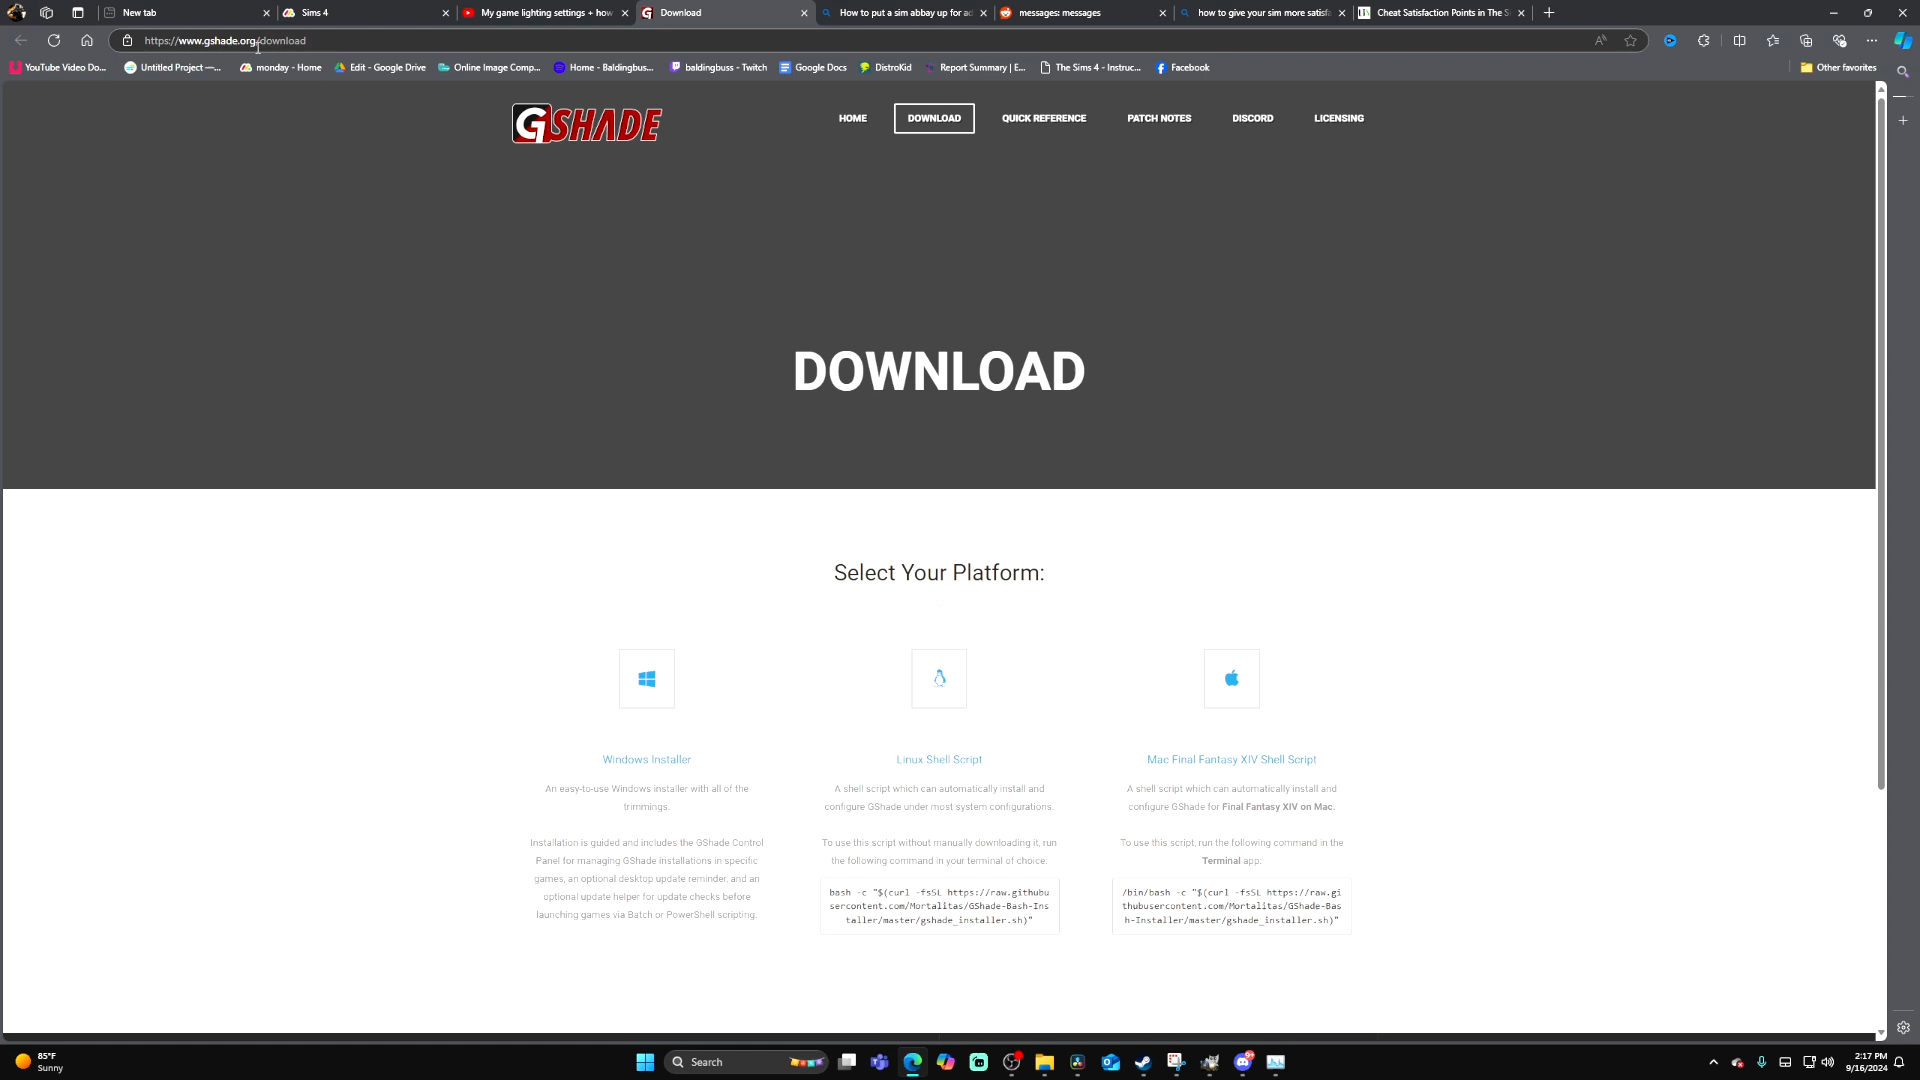 New tab
Sims 4
My game lighting settings + how
Download
How to put a sim abbay up for ad
messages: messages
how to give your sim more satisfa
Cheat Satisfaction Points in The S
https://www.gshade.org/download
YouTube Video Do...
Untitled Project —...
monday - Home
Edit - Google Drive
Online Image Comp...
Home - Baldingbus...
baldingbuss - Twitch
Google Docs
DistroKid
Report Summary | E...
The Sims 4 - Instruc...
Facebook
Other favorites
GSHADE
HOME
DOWNLOAD
QUICK REFERENCE
PATCH NOTES
DISCORD
LICENSING
DOWNLOAD
Select Your Platform:
Windows Installer
An easy-to-use Windows installer with all of the
trimmings.
Installation is guided and includes the GShade Control
Panel for managing GShade installations in specific
games, an optional desktop update reminder, and an
optional update helper for update checks before
launching games via Batch or PowerShell scripting.
Linux Shell Script
A shell script which can automatically install and
configure GShade under most system configurations.
To use this script without manually downloading it, run
the following command in your terminal of choice:
bash -c "$(curl -fsSL https://raw.githubu
sercontent.com/Mortalitas/GShade-Bash-Ins
taller/master/gshade_installer.sh)"
Mac Final Fantasy XIV Shell Script
A shell script which can automatically install and
configure GShade for Final Fantasy XIV on Mac.
To use this script, run the following command in the
Terminal app:
/bin/bash -c "$(curl -fsSL https://raw.gi
thubusercontent.com/Mortalitas/GShade-Bas
h-Installer/master/gshade_installer.sh)"
85°F
Sunny
Search
2:17 PM
9/16/2024